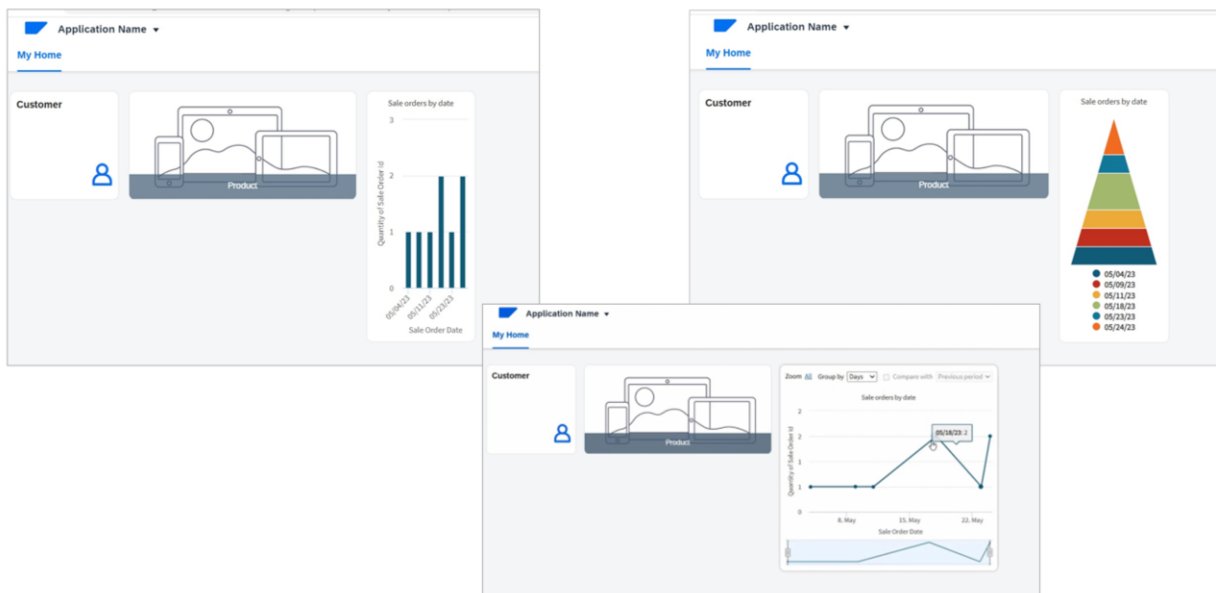 Application Name
My Home
Customer
Product
Sale orders by date
3
2
1
0
Quantity of Sale Order Id
05/04/23
05/11/23
05/23/23
Sale Order Date
Application Name
My Home
Customer
Product
Sale orders by date
05/04/23
05/09/23
05/11/23
05/18/23
05/23/23
05/24/23
Application Name
My Home
Customer
Product
Zoom All Group by Days Compare with Previous period
Sale orders by date
2
2
1
1
0
Quantity of Sale Order Id
05/18/23: 2
8. May 15. May 22. May
Sale Order Date